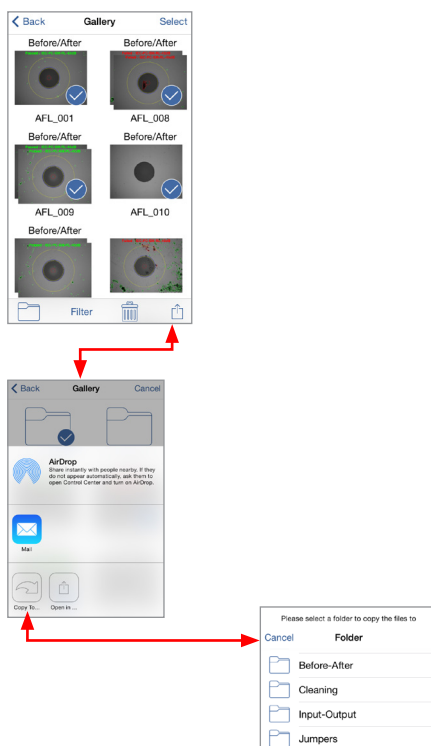 Back Gallery Select
Before/After Before/After
AFL_001 AFL_008
Before/After Before/After
AFL_009 AFL_010
Before/After
Filter
Back Gallery Cancel
AirDrop
Share instantly with people nearby. If they
do not appear automatically, ask them to
open Control Center and turn on AirDrop.
Mail
Copy To... Open in ...
Please select a folder to copy the files to
Cancel Folder
Before-After
Cleaning
Input-Output
Jumpers